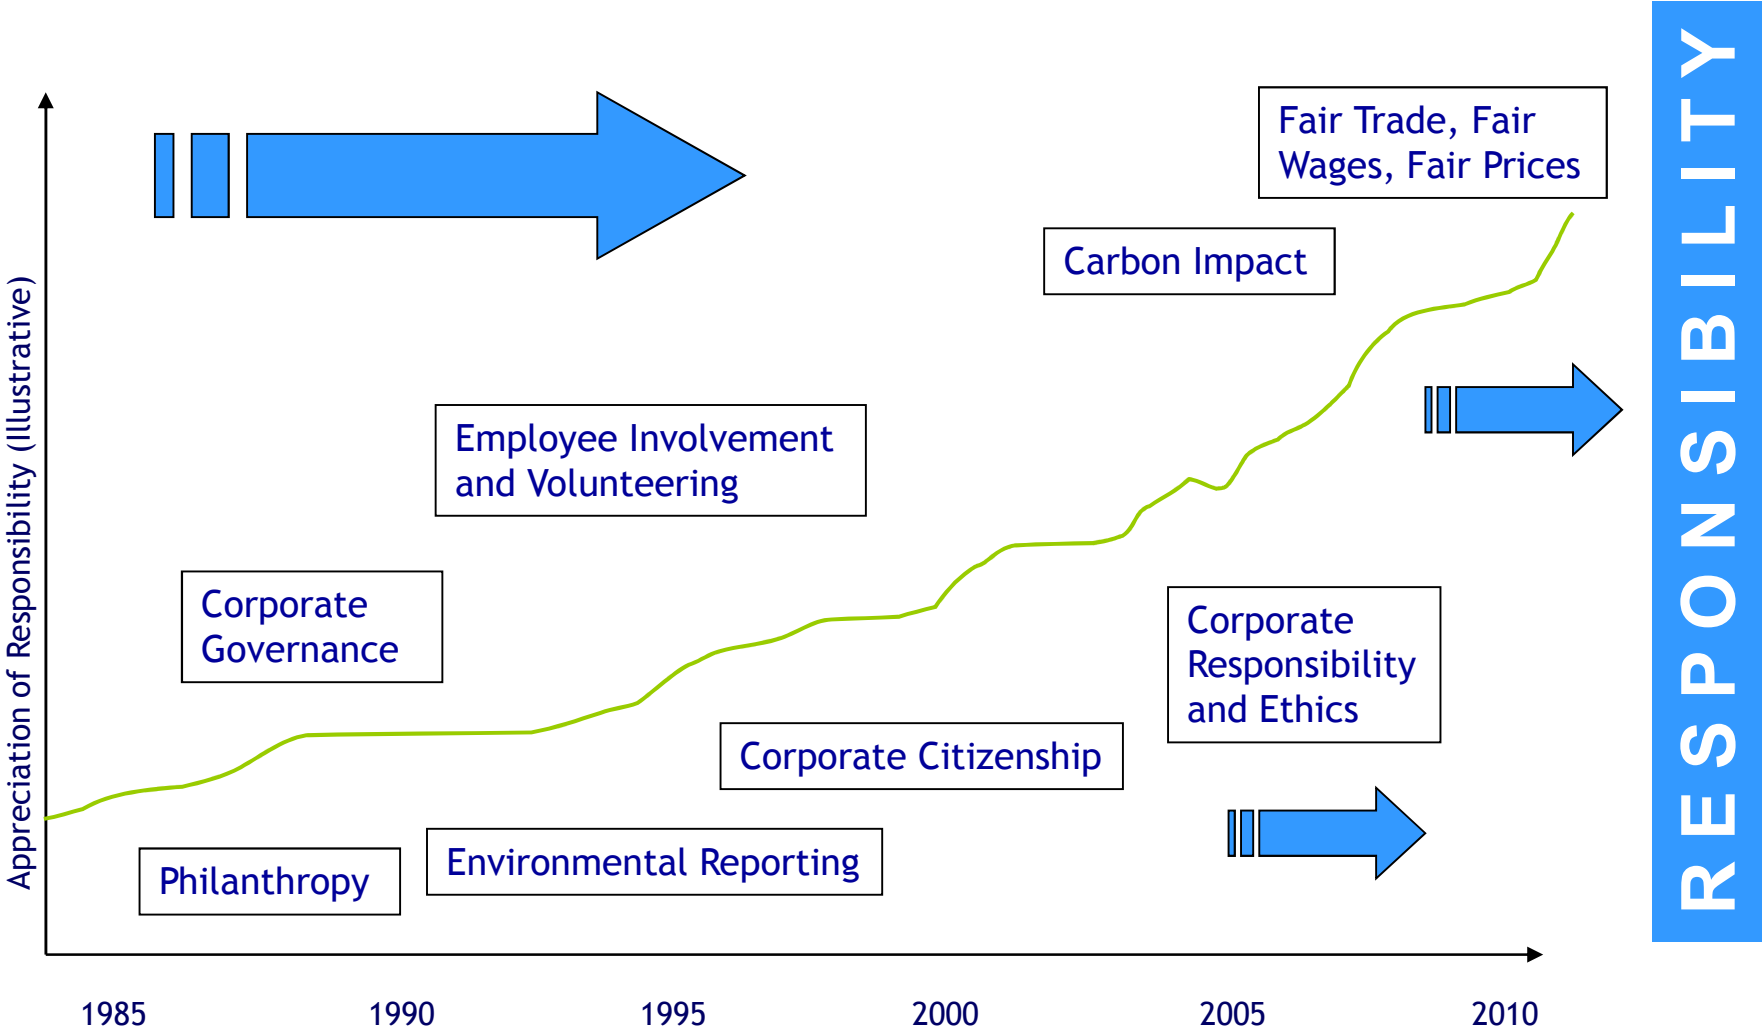 Fair Trade, Fair
Wages, Fair Prices
Carbon Impact
Employee Involvement
and Volunteering
Corporate
Governance
Corporate
Responsibility
and Ethics
Corporate Citizenship
Environmental Reporting
Philanthropy
Appreciation of Responsibility (Illustrative)
1985 1990 1995 2000 2005 2010
RESPONSIBILITY